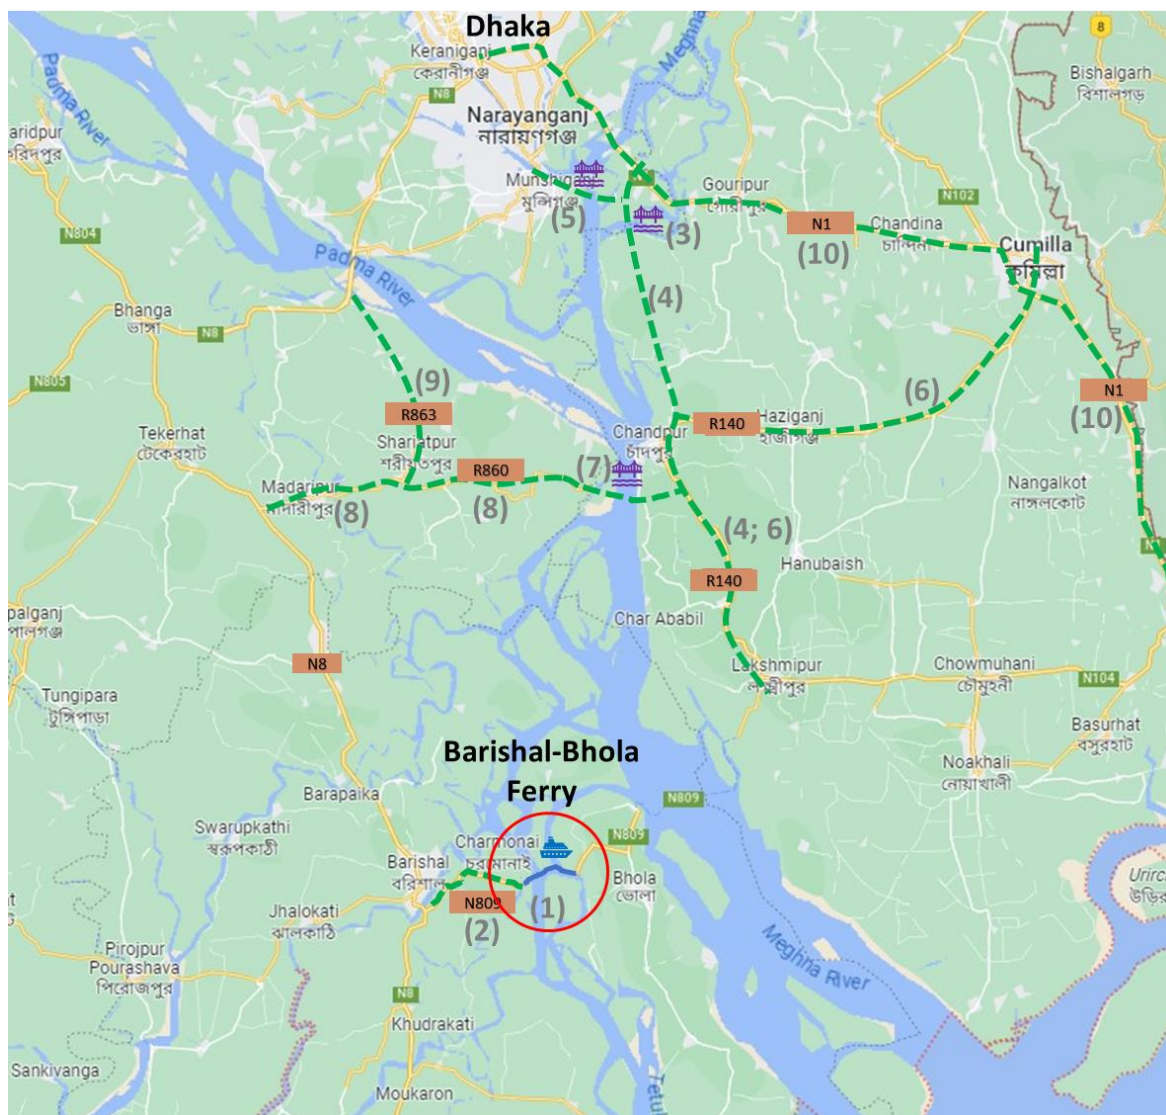 Dhaka
Keraniganj
কেরানীগঞ্জ
Meghna
8
Bishalgarh
বিশালগড়
Padma River
N8
Narayanganj
নারায়ণগঞ্জ
aridpur
Munshiganj
মুন্সিগঞ্জ
Gouripur
গৌরীপুর
N102
(5)
(3)
N1
(10)
Chandina
চান্দিনা
Cumilla
কুমিল্লা
N804
Padma River
Bhanga
ভাঙ্গা
N8
(4)
N805
(9)
R863
(6)
N1
(10)
Tekerhat
টেকেরহাট
Shariatpur
শরীয়তপুর
Chandpur
চাঁদপুর
R140
Haziganj
হাজীগঞ্জ
R860
(7)
Madaripur
মাদারীপুর
(8)
(8)
Nangalkot
নাঙ্গলকোট
(4; 6)
Hanubaish
R140
palganj
পালগঞ্জ
Char Ababil
N8
Lakshmipur
লক্ষ্মীপুর
Chowmuhani
চৌমুহনী
N104
Tungipara
টুঙ্গিপাড়া
Basurhat
বসুরহাট
Barishal-Bhola
Ferry
Noakhali
নোয়াখালী
Barapaika
N809
Swarupkathi
স্বরূপকাঠী
Charmonai
চরমোনাই
N809
Barishal
বরিশাল
Bhola
ভোলা
N809
(1)
(2)
Jhalokati
ঝালকাঠি
Pirojpur
Pourashava
পিরোজপুর
Meghna River
N8
Khudrakati
Sankivanga
Moukaron